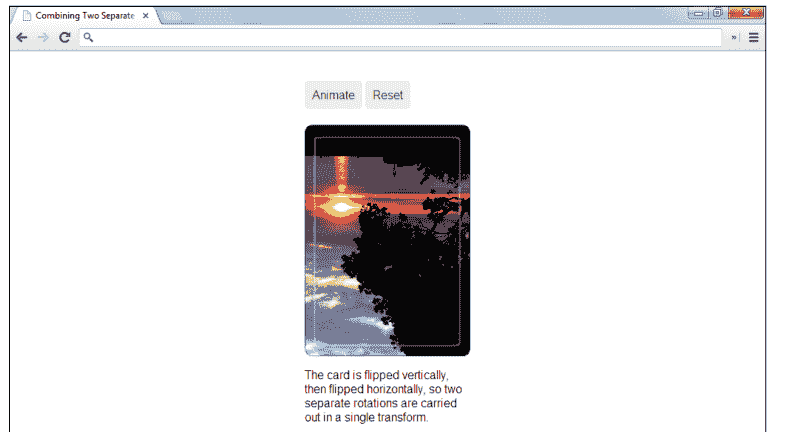 Combining Two Separate
Animate Reset
The card is flipped vertically,
then flipped horizontally, so two
separate rotations are carried
out in a single transform.